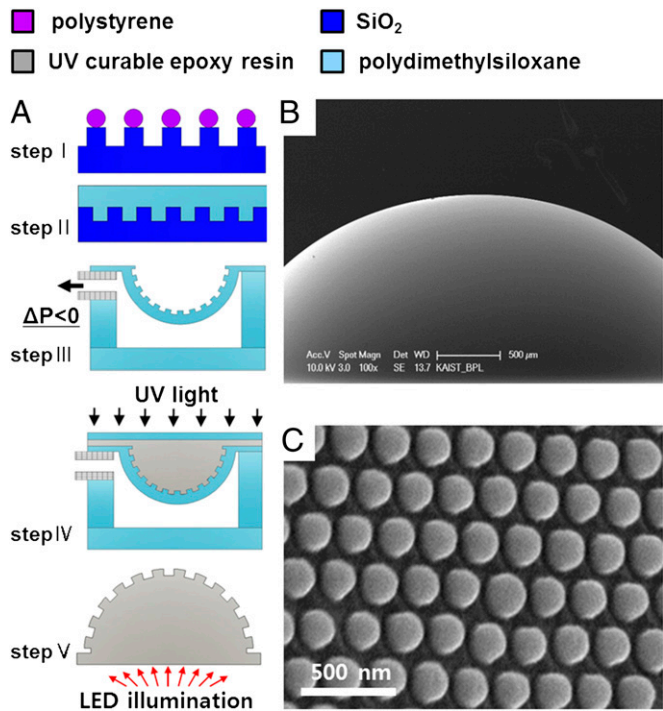 polystyrene
SiO₂
UV curable epoxy resin
polydimethylsiloxane
A
step I
step II
ΔP<0
step III
UV light
step IV
step V
LED illumination
B
Acc.V Spot Magn Det WD 500 µm
10.0 kV 3.0 100x SE 13.7 KAIST_BPL
C
500 nm